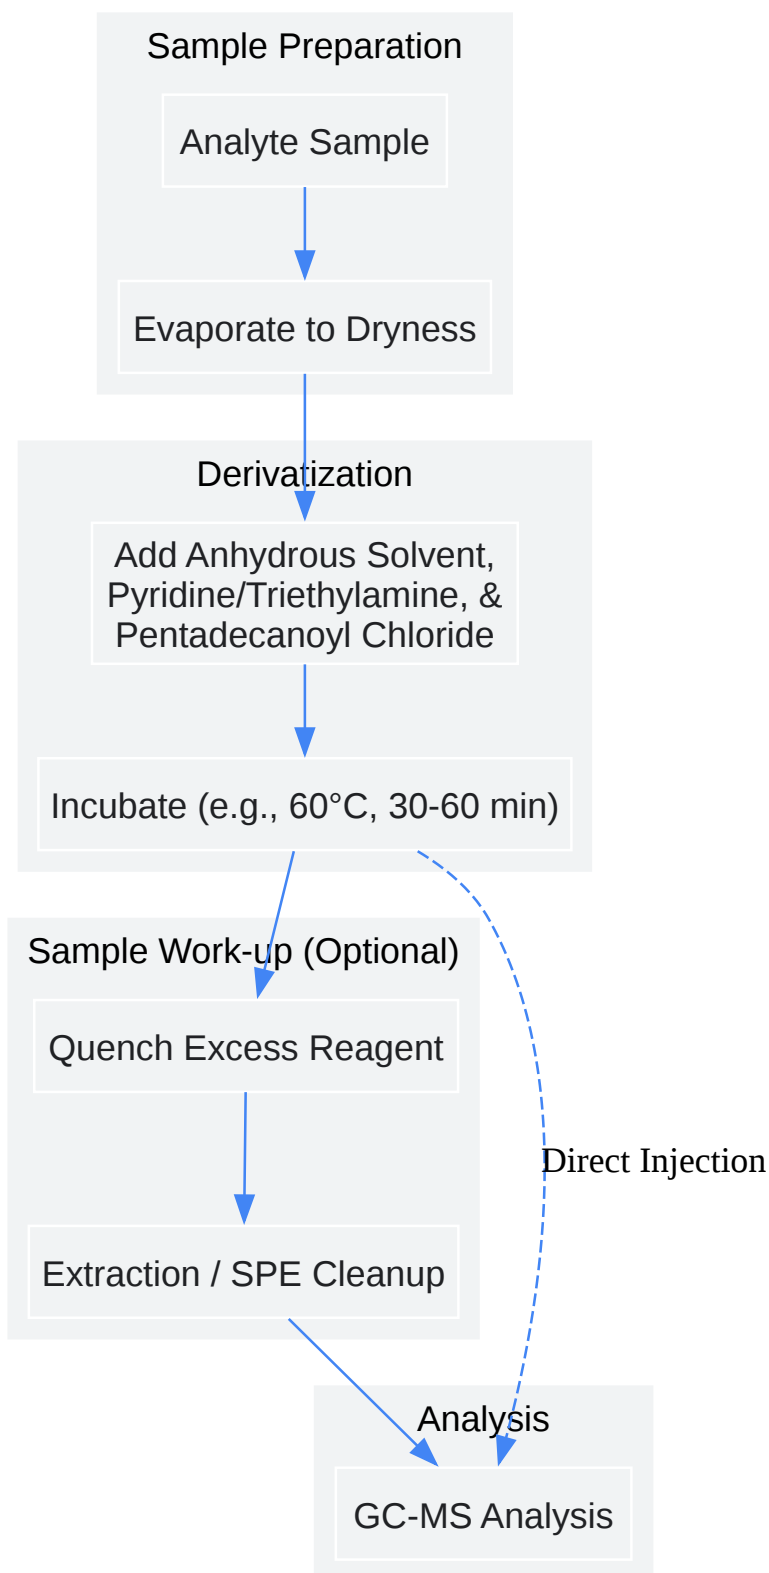 Sample Preparation
Analyte Sample
Evaporate to Dryness
Derivatization
Add Anhydrous Solvent,
Pyridine/Triethylamine, &
Pentadecanoyl Chloride
Incubate (e.g., 60°C, 30-60 min)
Sample Work-up (Optional)
Quench Excess Reagent
Direct Injection
Extraction / SPE Cleanup
Analysis
GC-MS Analysis